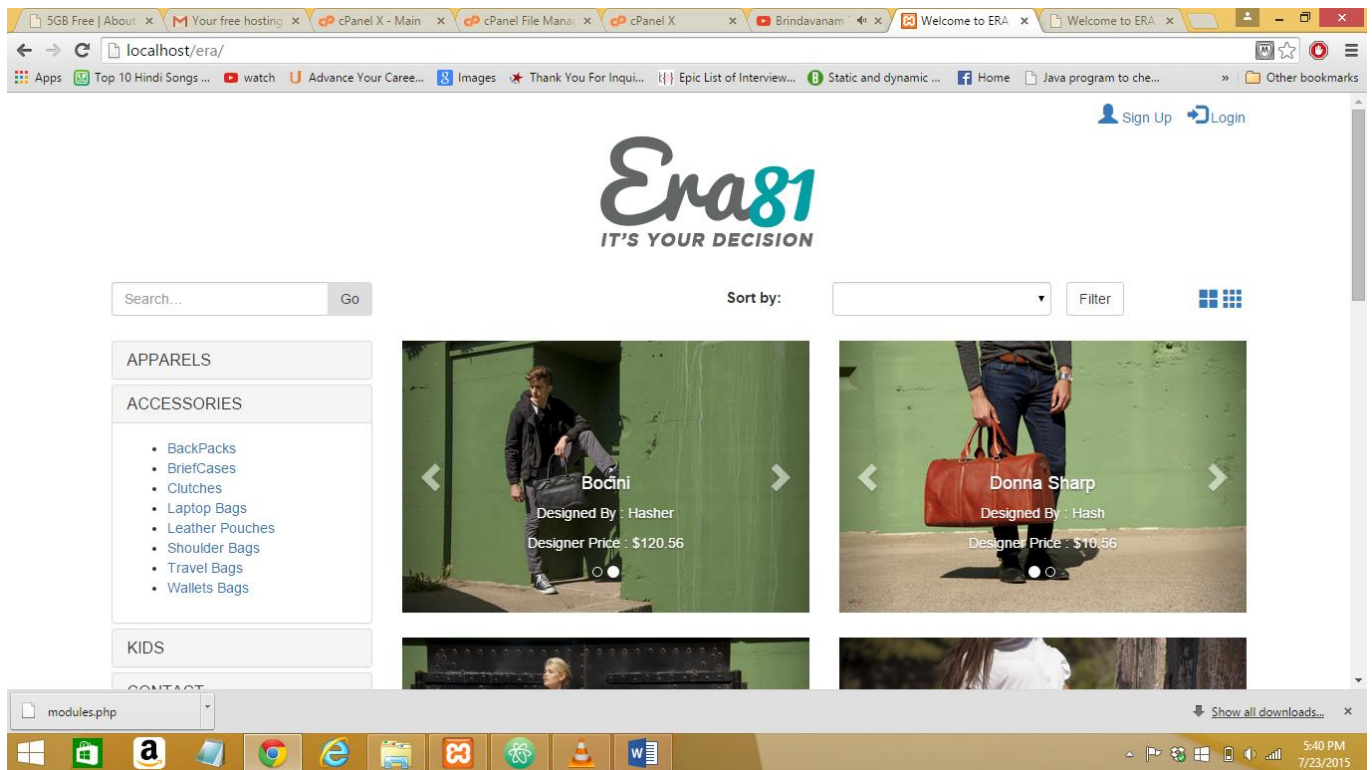 5GB Free | About
Your free hosting
cPanel X - Main
cPanel File Mana
cPanel X
Brindavanam
Welcome to ERA
Welcome to ERA
localhost/era/
Apps
Top 10 Hindi Songs ...
watch
Advance Your Caree...
Images
Thank You For Inqui...
Epic List of Interview...
Static and dynamic ...
Home
Java program to che...
»
Other bookmarks
Sign Up
Login
Era81
IT'S YOUR DECISION
Search...
Go
Sort by:
Filter
APPARELS
ACCESSORIES
BackPacks
BriefCases
Clutches
Laptop Bags
Leather Pouches
Shoulder Bags
Travel Bags
Wallets Bags
KIDS
CONTACT
Bocini
Designed By : Hasher
Designer Price : $120.56
Donna Sharp
Designed By : Hash
Designer Price : $10.56
modules.php
Show all downloads...
5:40 PM
7/23/2015